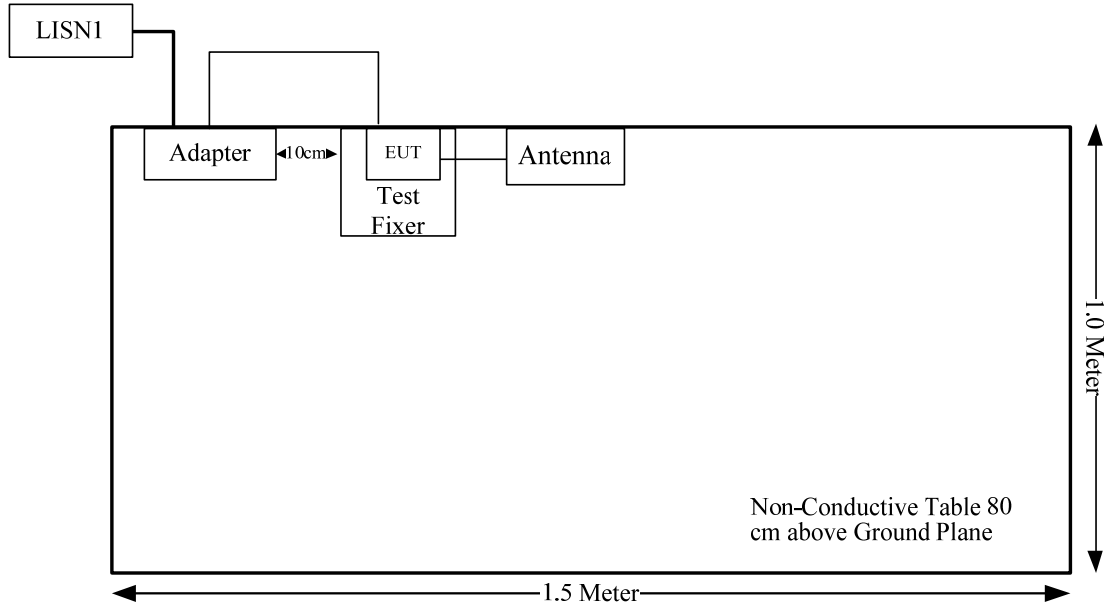 LISN1
Adapter
10cm
EUT
Antenna
Test
Fixer
1.0 Meter
Non-Conductive Table 80
cm above Ground Plane
1.5 Meter